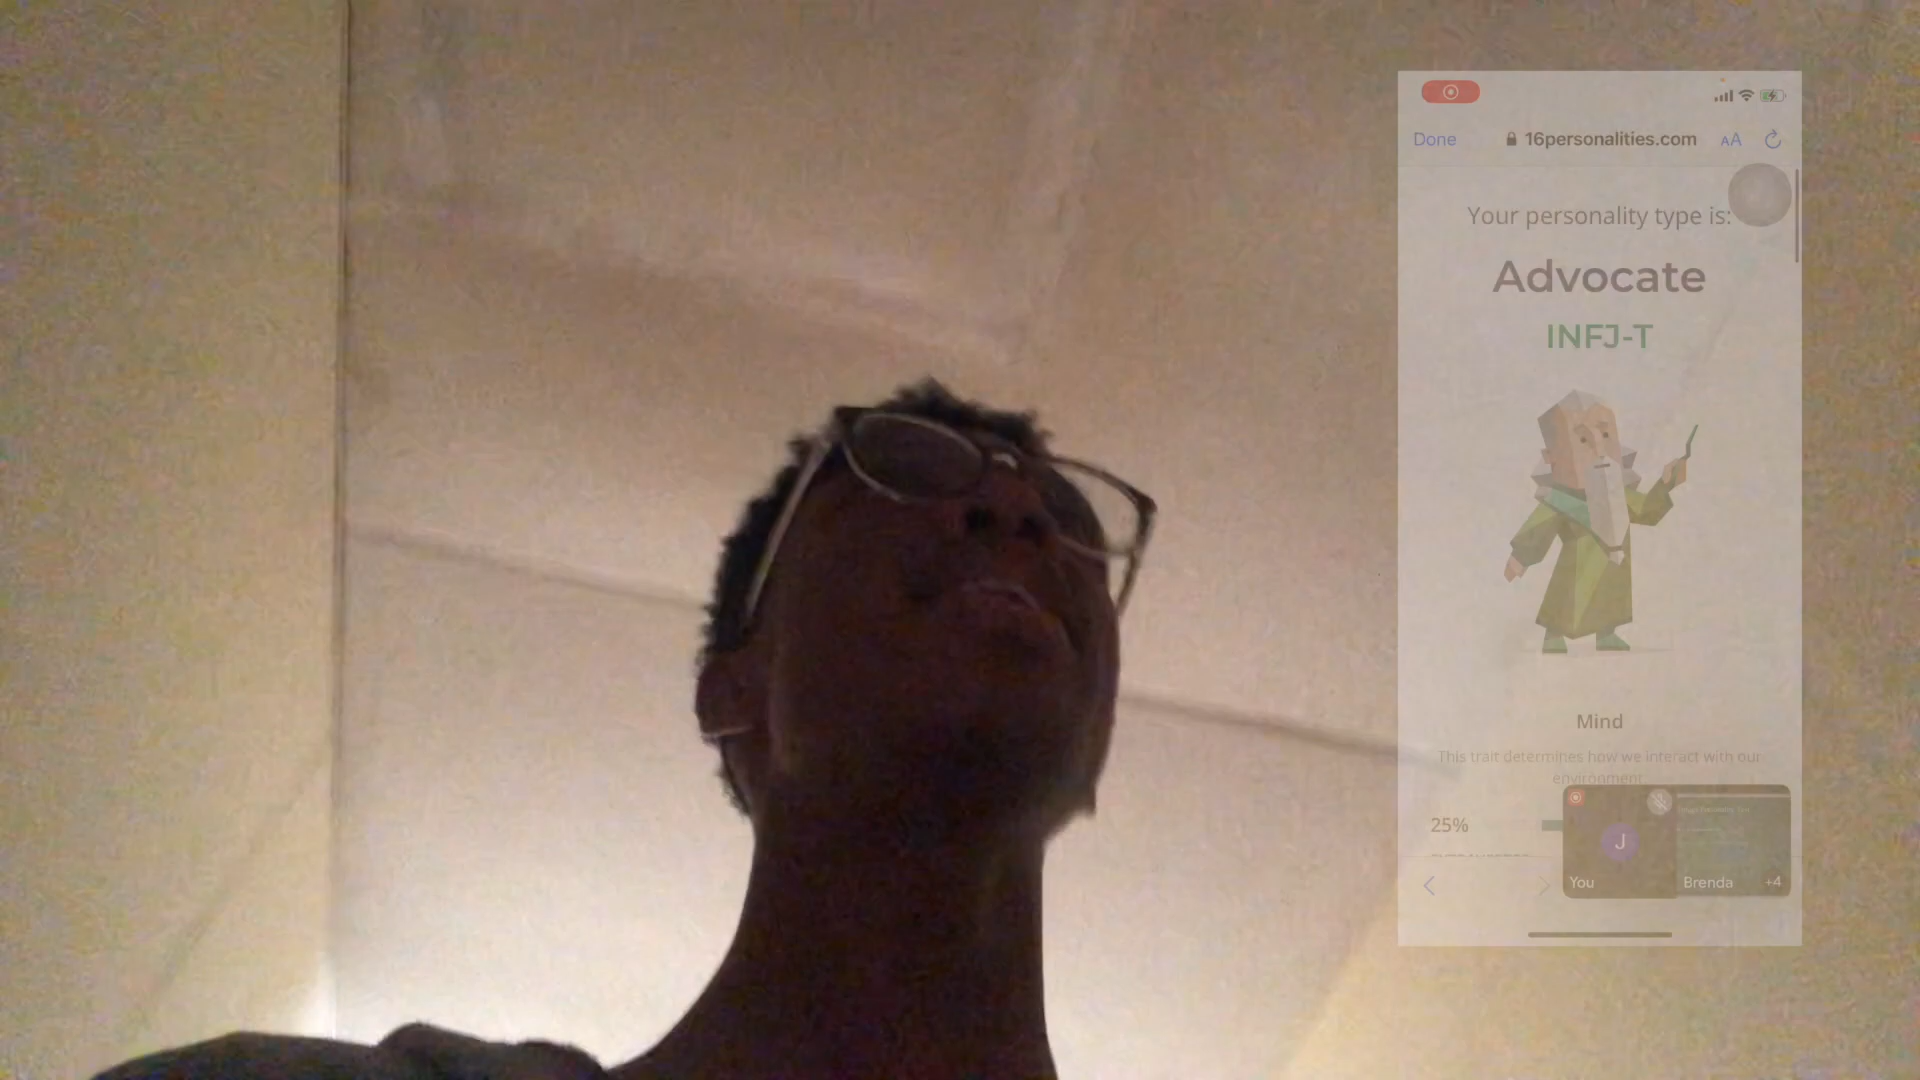 Done
16personalities.com
AA
Your personality type is:
Advocate
INFJ-T
Mind
This trait determines how we interact with our
environment
25%
J
You
Brenda
+4